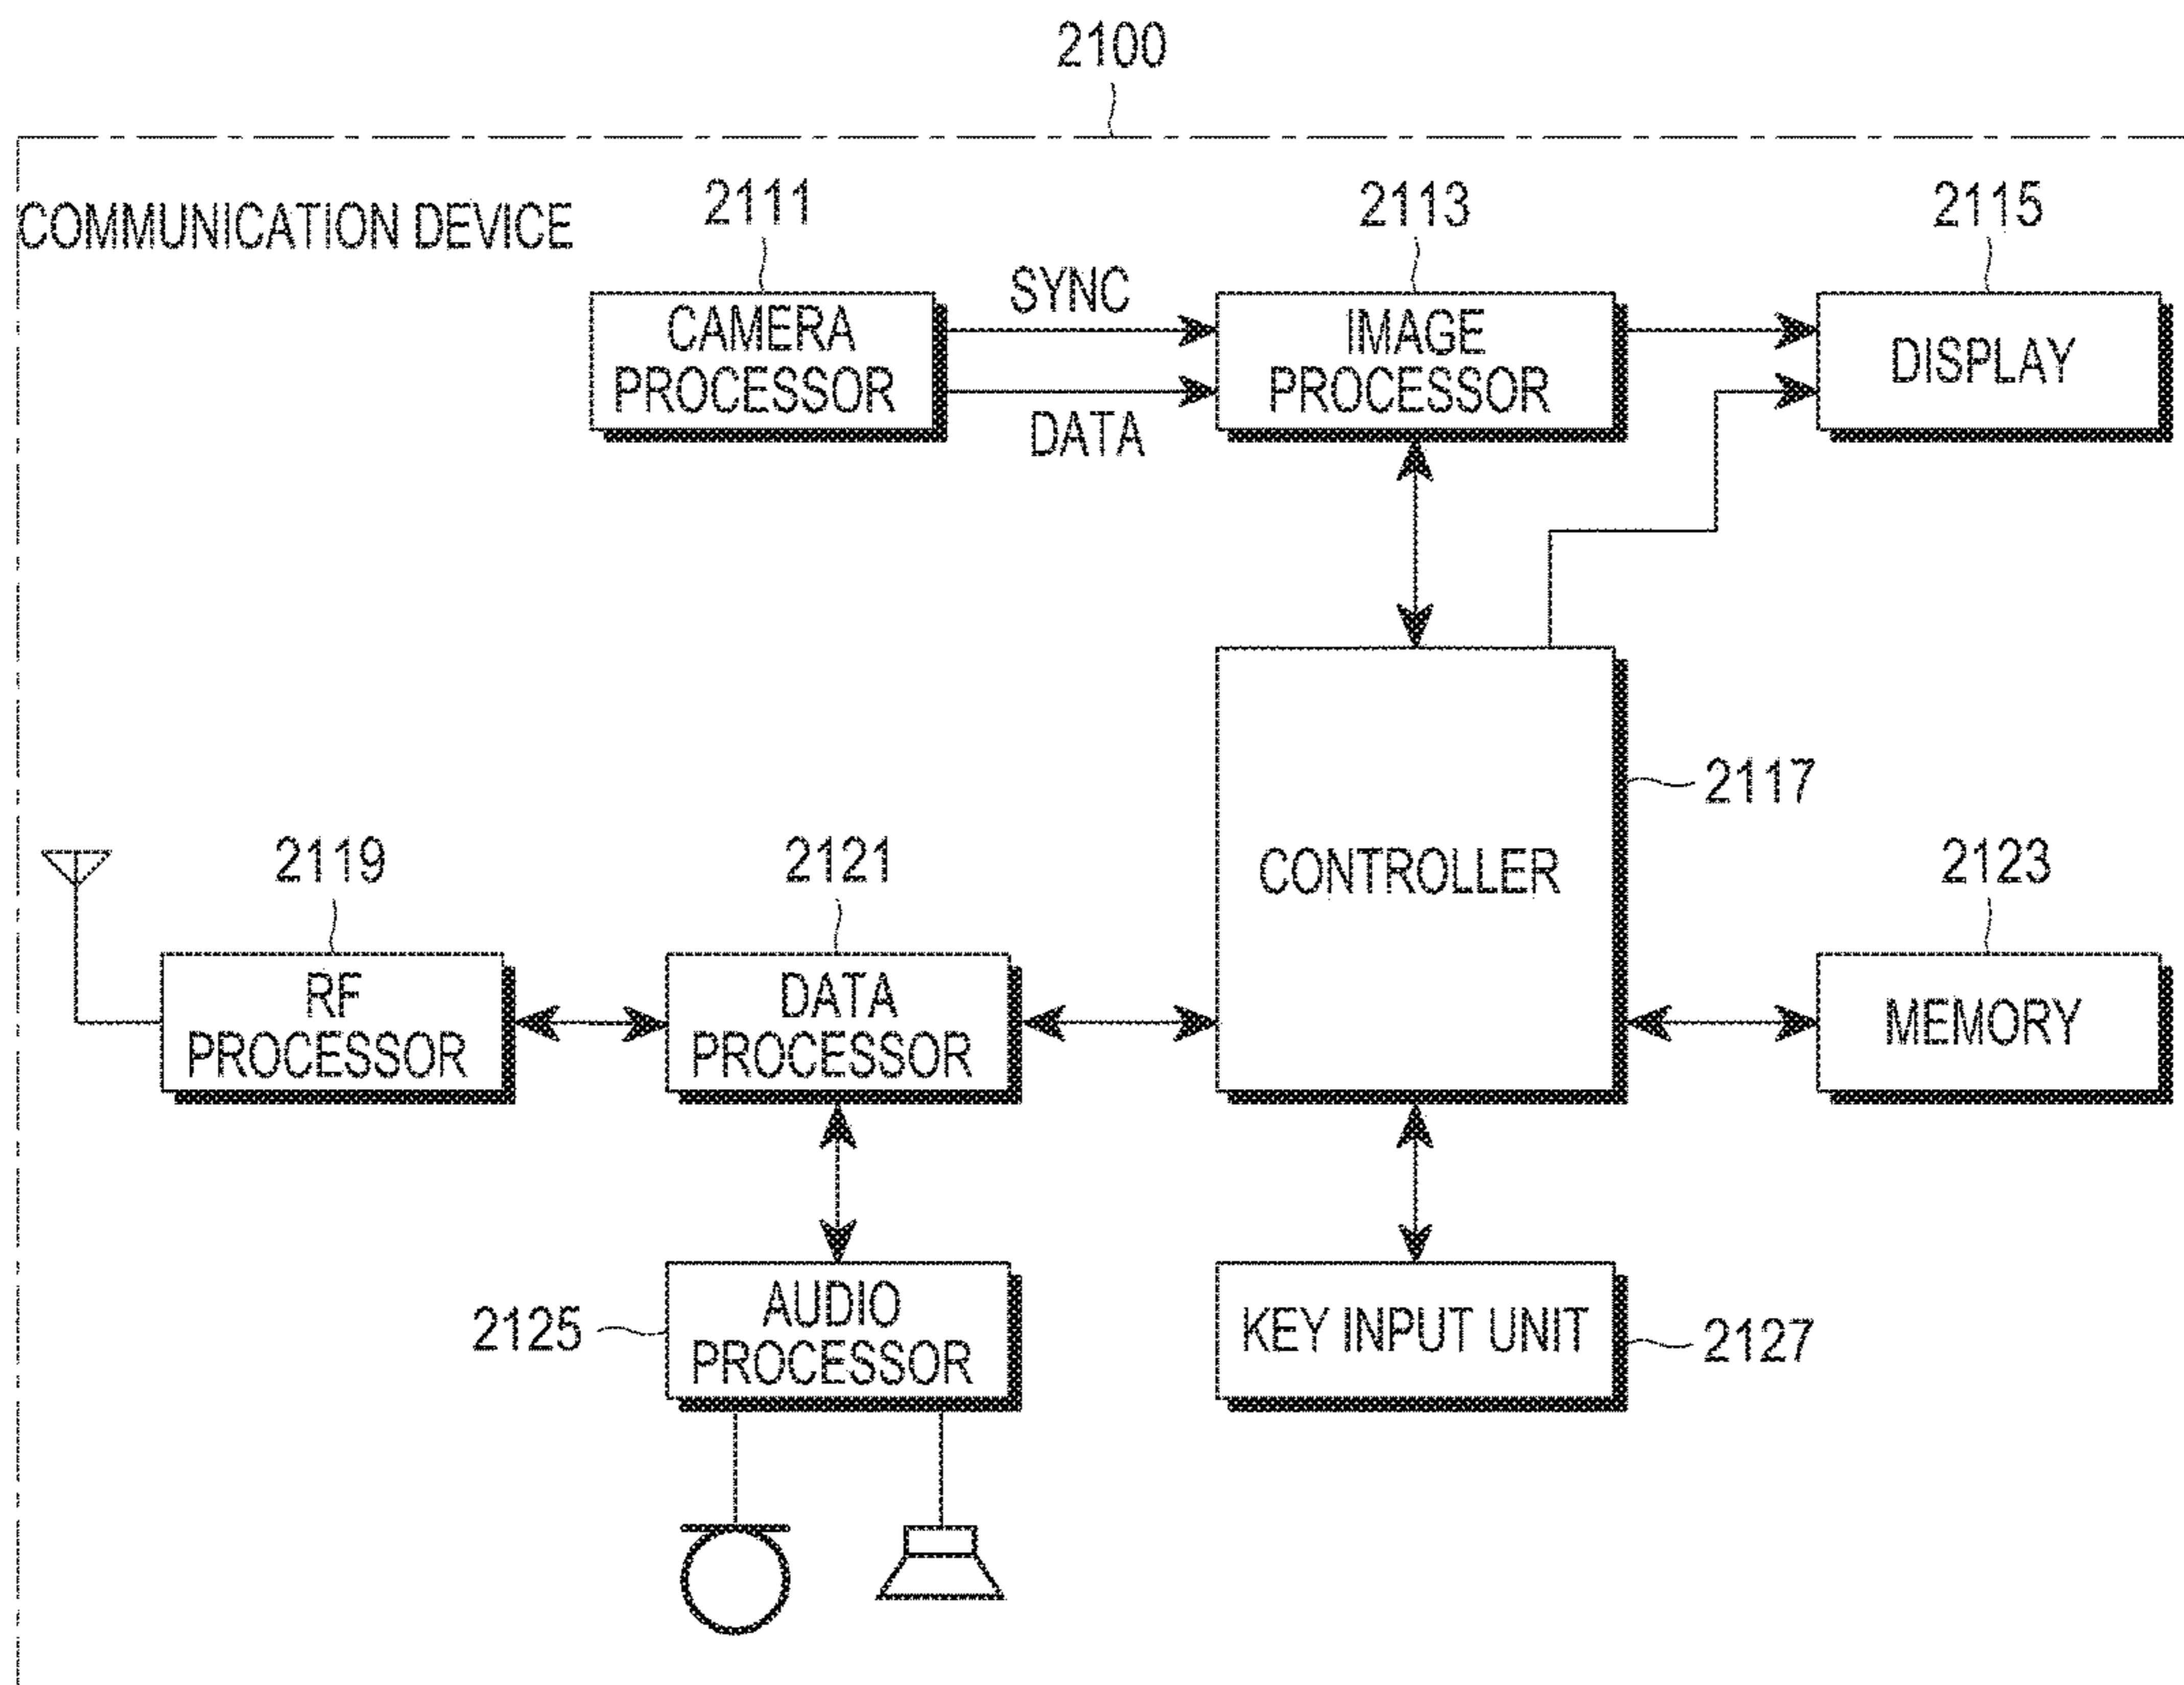 2100
COMMUNICATION DEVICE
2111
2113
2115
CAMERA
PROCESSOR
SYNC
DATA
IMAGE
PROCESSOR
DISPLAY
CONTROLLER
2117
2119
2121
2123
RF
PROCESSOR
DATA
PROCESSOR
MEMORY
2125
AUDIO
PROCESSOR
KEY INPUT UNIT
2127